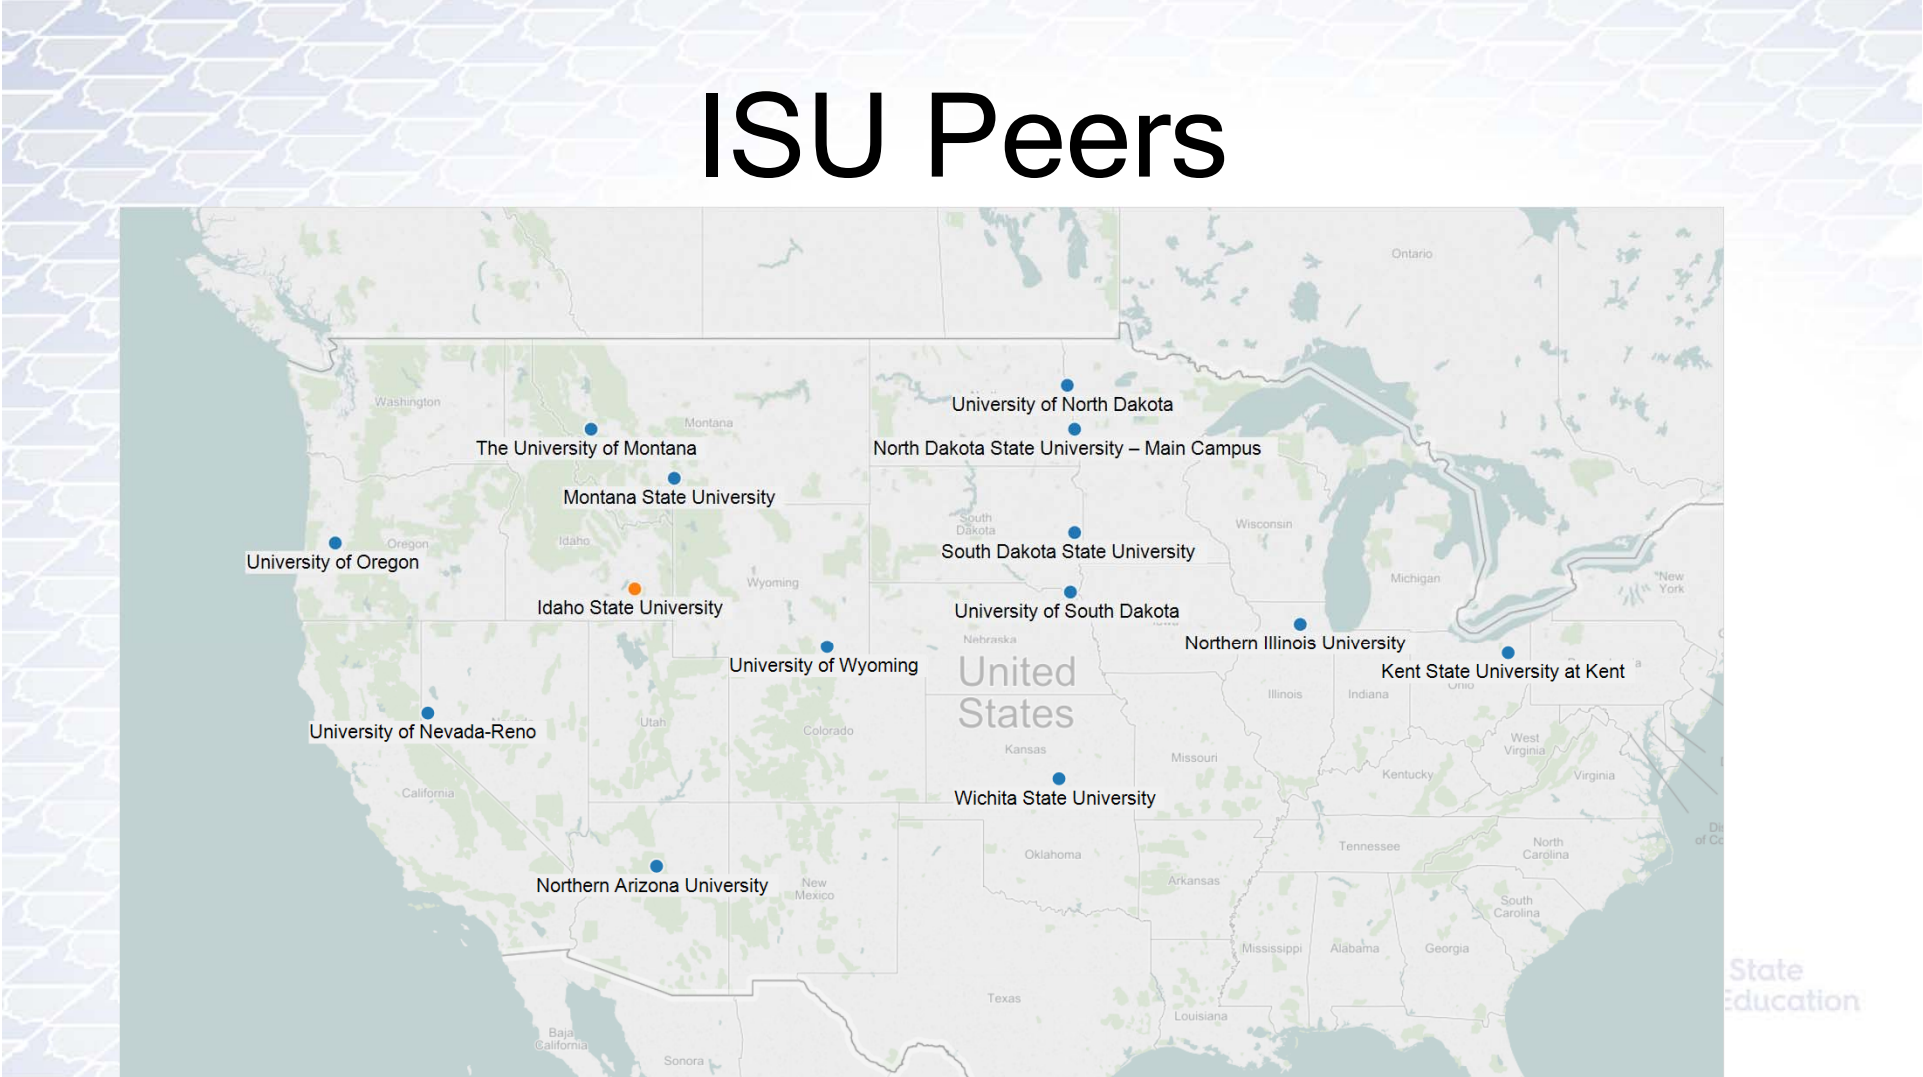 ISU Peers
Ontario
Washington
Montana
University of North Dakota
The University of Montana
North Dakota State University – Main Campus
Montana State University
South
Dakota
Wisconsin
Oregon
Idaho
South Dakota State University
University of Oregon
Wyoming
Michigan
New
York
Idaho State University
University of South Dakota
Iowa
Nebraska
Northern Illinois University
University of Wyoming
Kent State University at Kent
Ohio
United
States
Illinois
Indiana
Utah
Colorado
University of Nevada-Reno
Kansas
Missouri
West
Virginia
Kentucky
Virginia
California
Wichita State University
Tennessee
North
Carolina
Oklahoma
Northern Arizona University
New
Mexico
Arkansas
South
Carolina
Mississippi
Alabama
Georgia
State
Education
Texas
Louisiana
Baja
California
Sonora